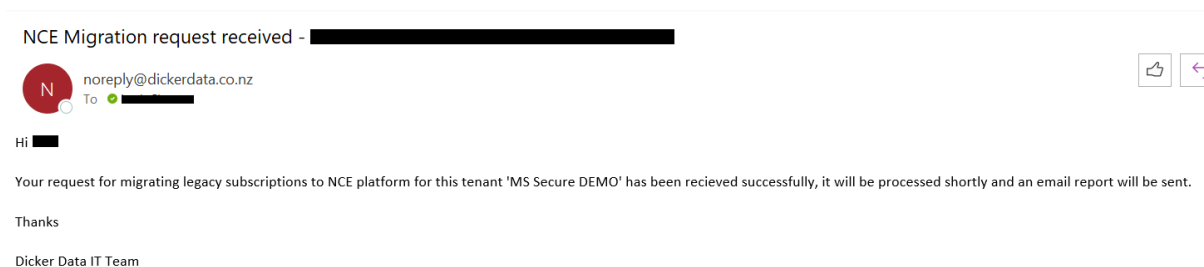 NCE Migration request received -
N
noreply@dickerdata.co.nz
To
Hi
Your request for migrating legacy subscriptions to NCE platform for this tenant 'MS Secure DEMO' has been recieved successfully, it will be processed shortly and an email report will be sent.
Thanks
Dicker Data IT Team